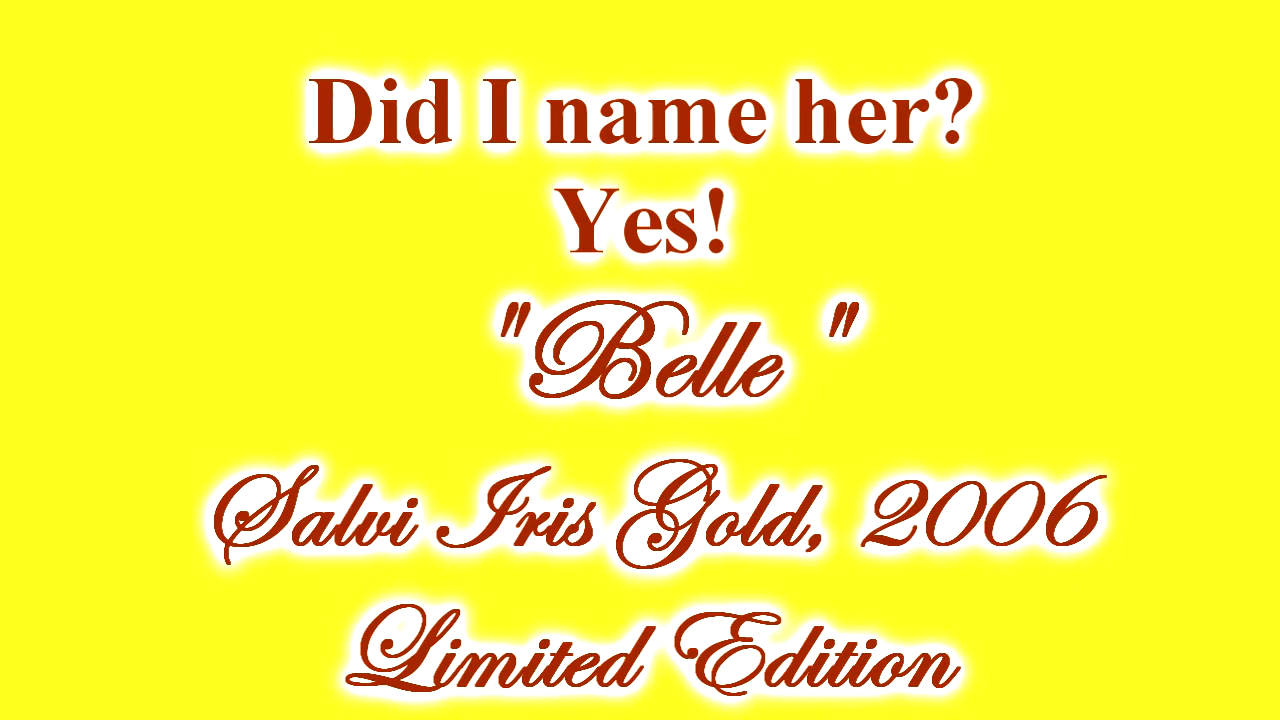 Did I name her?
Yes!
"Belle "
Salvi Iris Gold, 2006
Limited Edition